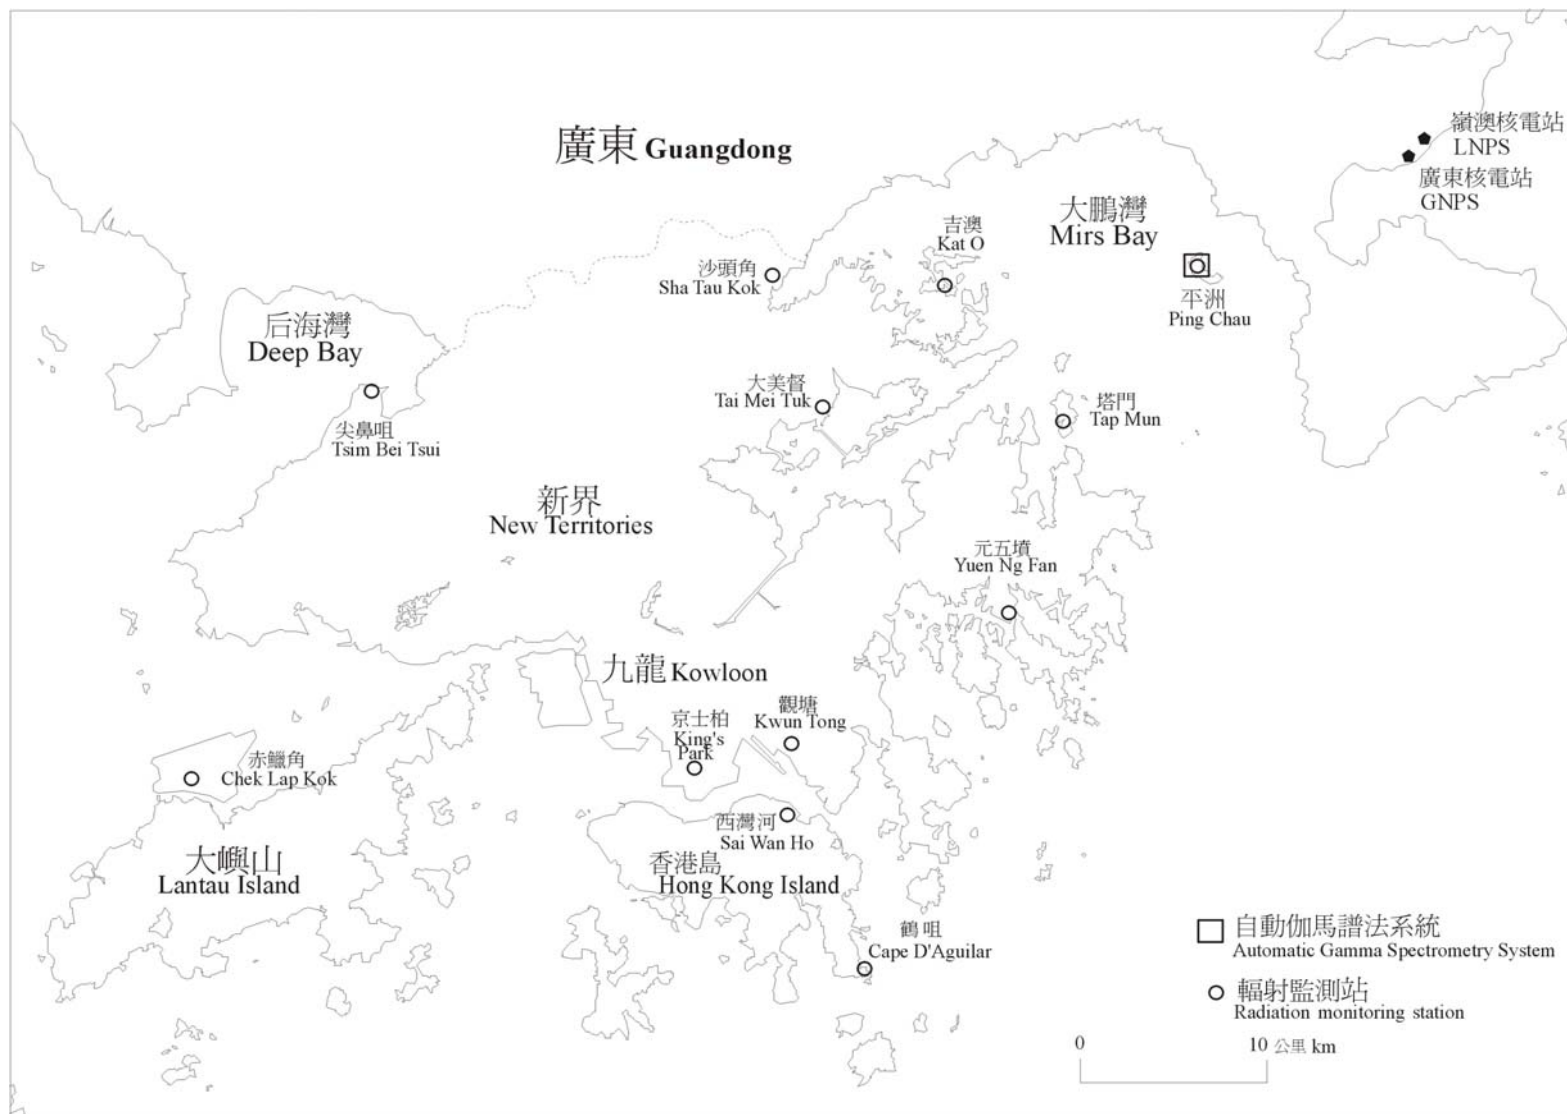 廣東 Guangdong
嶺澳核電站
LNPS
廣東核電站
GNPS
大鵬灣
Mirs Bay
吉澳
Kat O
沙頭角
Sha Tau Kok
平洲
Ping Chau
后海灣
Deep Bay
大美督
Tai Mei Tuk
塔門
Tap Mun
尖鼻咀
Tsim Bei Tsui
新界
New Territories
元五墳
Yuen Ng Fan
九龍 Kowloon
觀塘
Kwun Tong
京士柏
King's
Park
赤鱲角
Chek Lap Kok
西灣河
Sai Wan Ho
大嶼山
Lantau Island
香港島
Hong Kong Island
鶴咀
Cape D'Aguilar
自動伽馬譜法系統
Automatic Gamma Spectrometry System
輻射監測站
Radiation monitoring station
0 10 公里 km